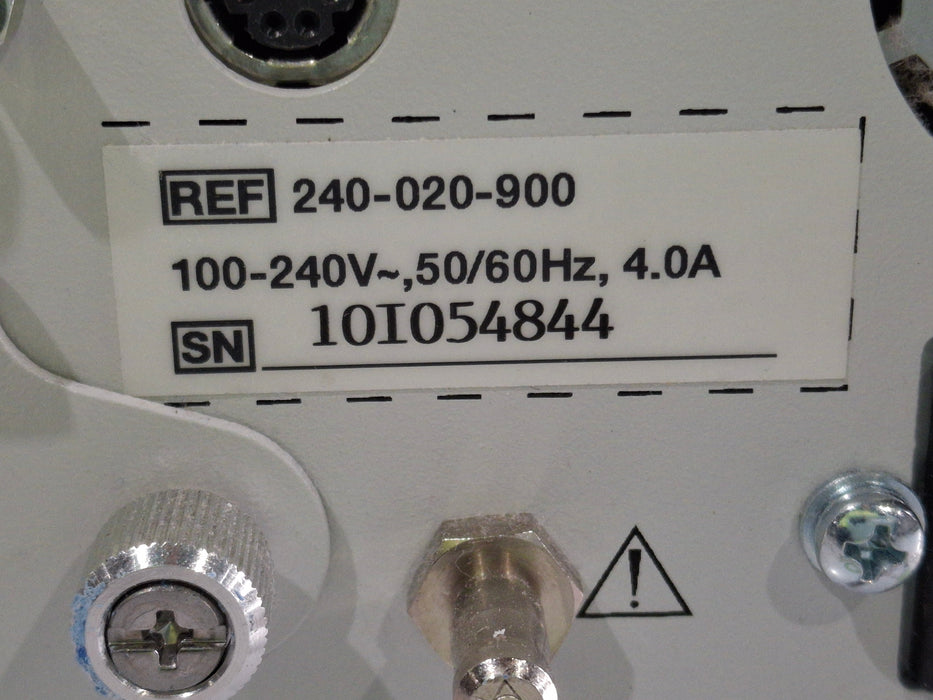 REF 240-020-900
100-240V~,50/60Hz, 4.0A
SN 10I054844